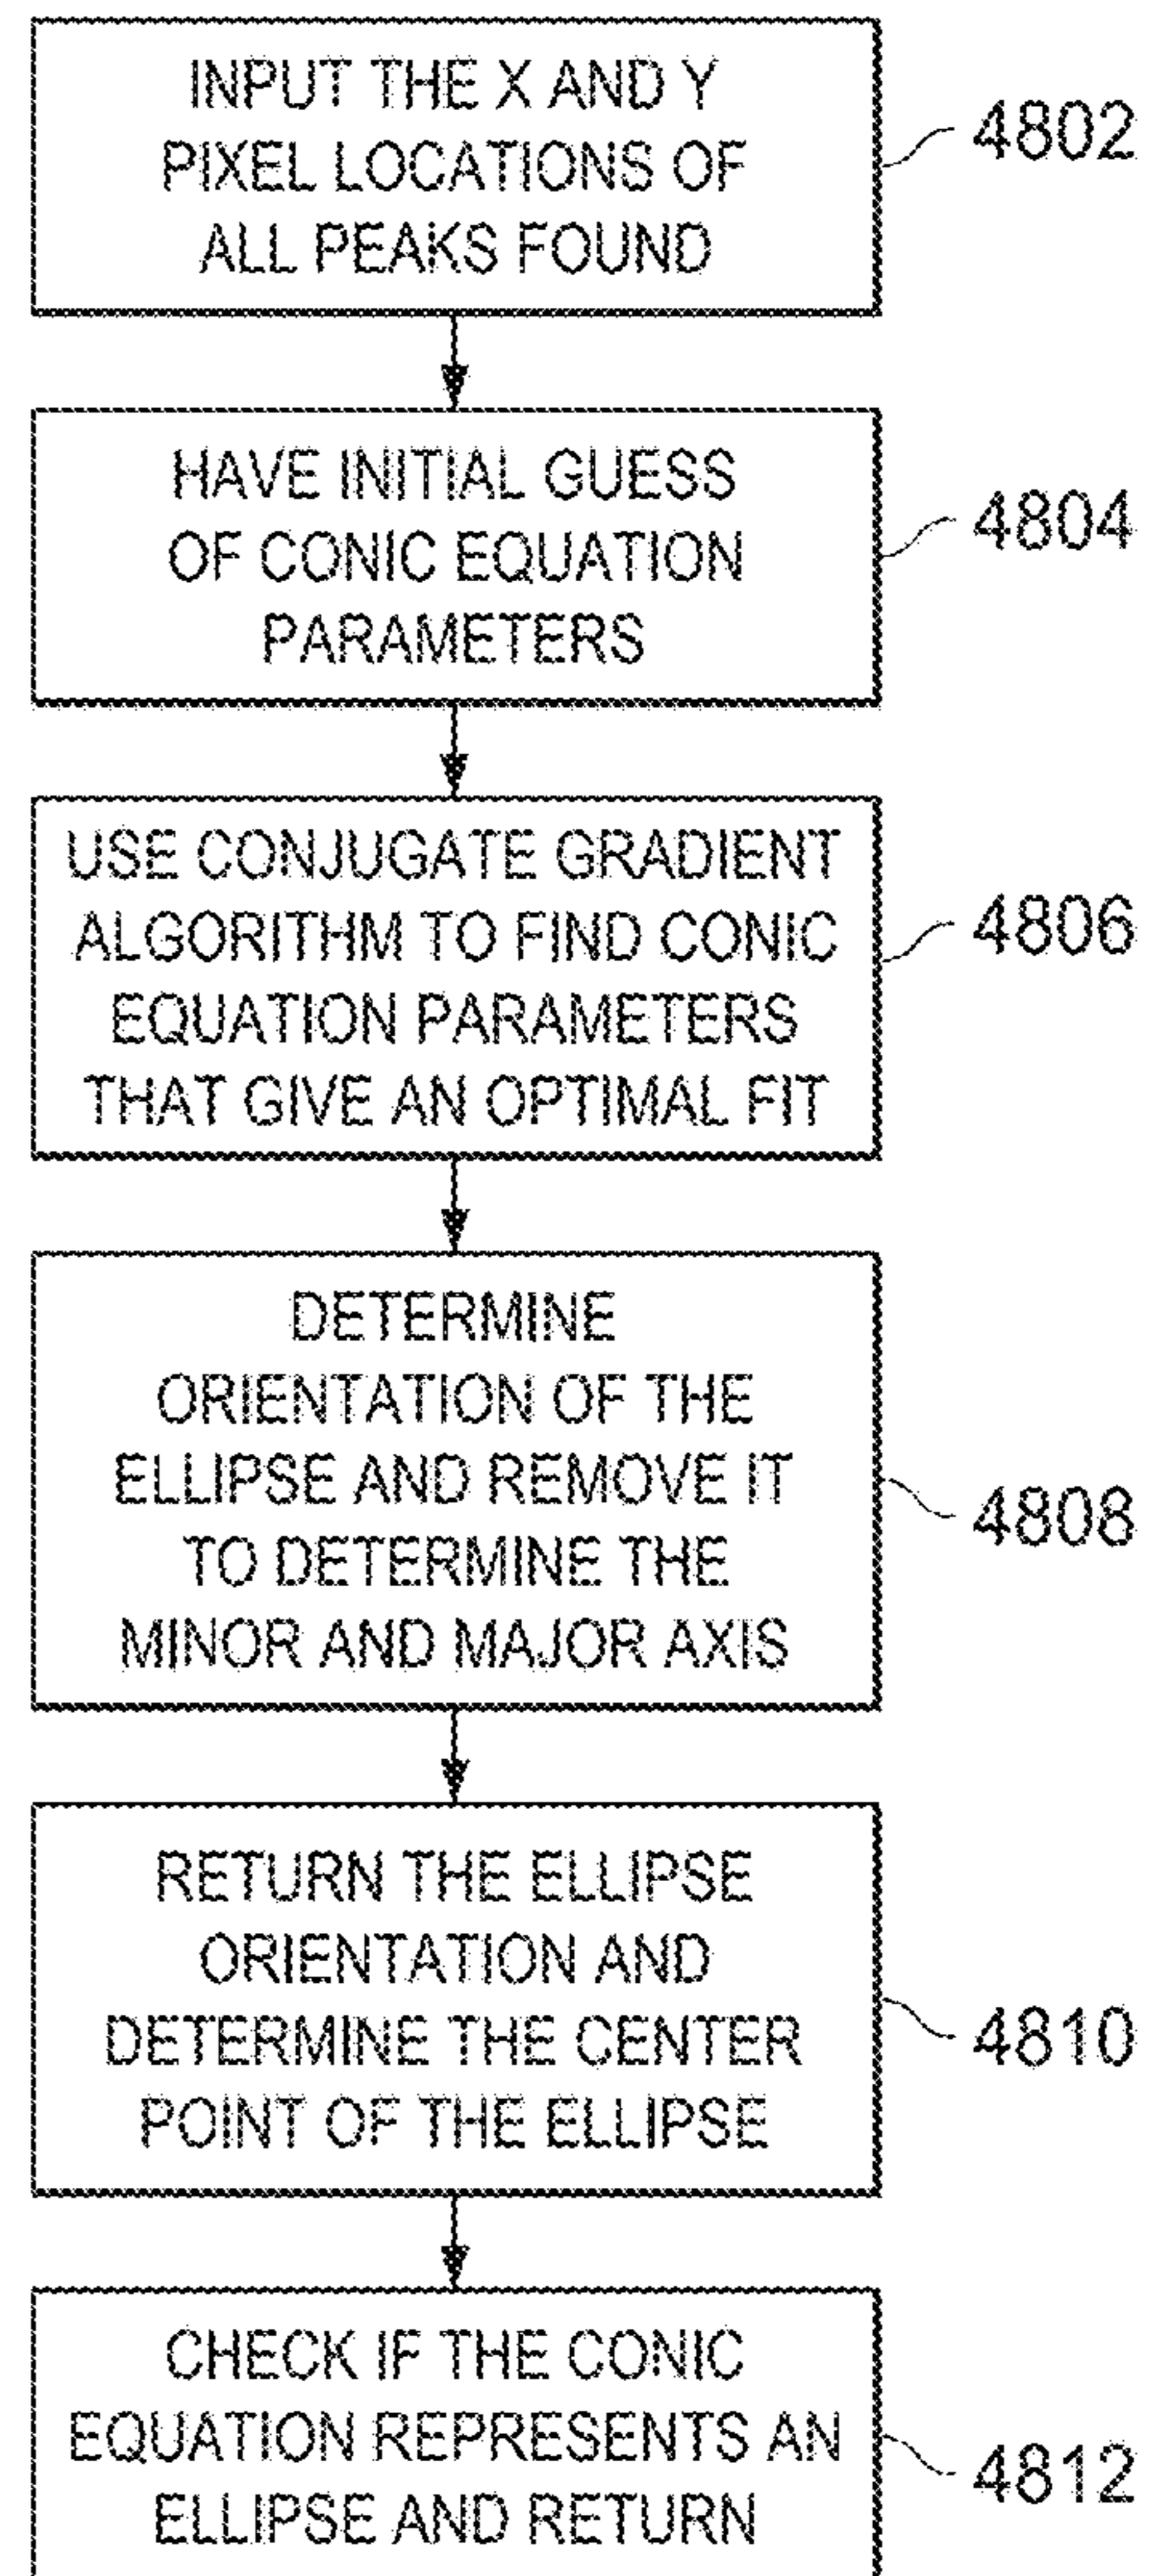 INPUT THE X AND Y
PIXEL LOCATIONS OF
ALL PEAKS FOUND
4802
HAVE INITIAL GUESS
OF CONIC EQUATION
PARAMETERS
4804
USE CONJUGATE GRADIENT
ALGORITHM TO FIND CONIC
EQUATION PARAMETERS
THAT GIVE AN OPTIMAL FIT
4806
DETERMINE
ORIENTATION OF THE
ELLIPSE AND REMOVE IT
TO DETERMINE THE
MINOR AND MAJOR AXIS
4808
RETURN THE ELLIPSE
ORIENTATION AND
DETERMINE THE CENTER
POINT OF THE ELLIPSE
4810
CHECK IF THE CONIC
EQUATION REPRESENTS AN
ELLIPSE AND RETURN
4812